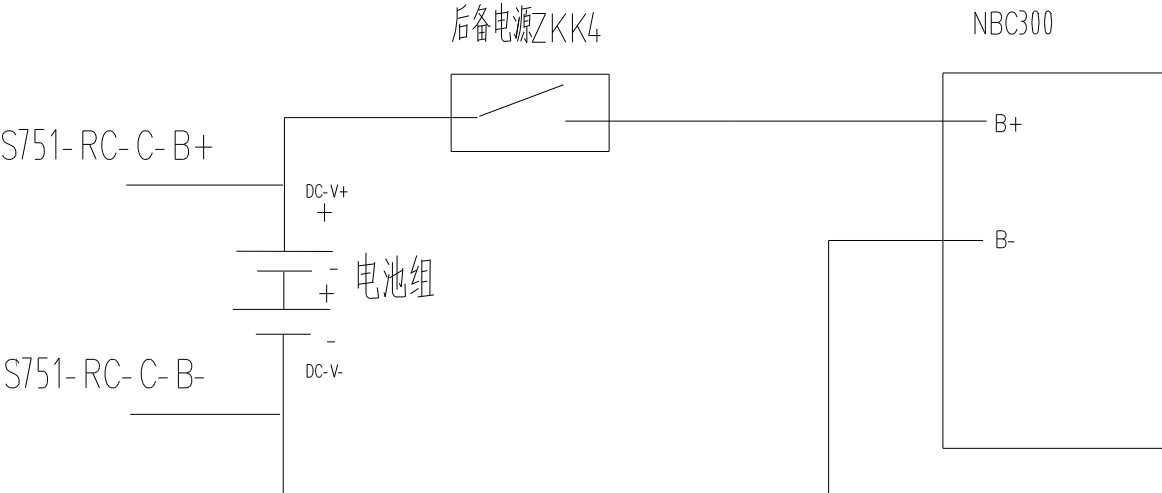 后备电源ZKK4
NBC300
B+
S751-RC-C-B+
DC-V+
+
B-
-
电池组
+
-
S751-RC-C-B-
DC-V-